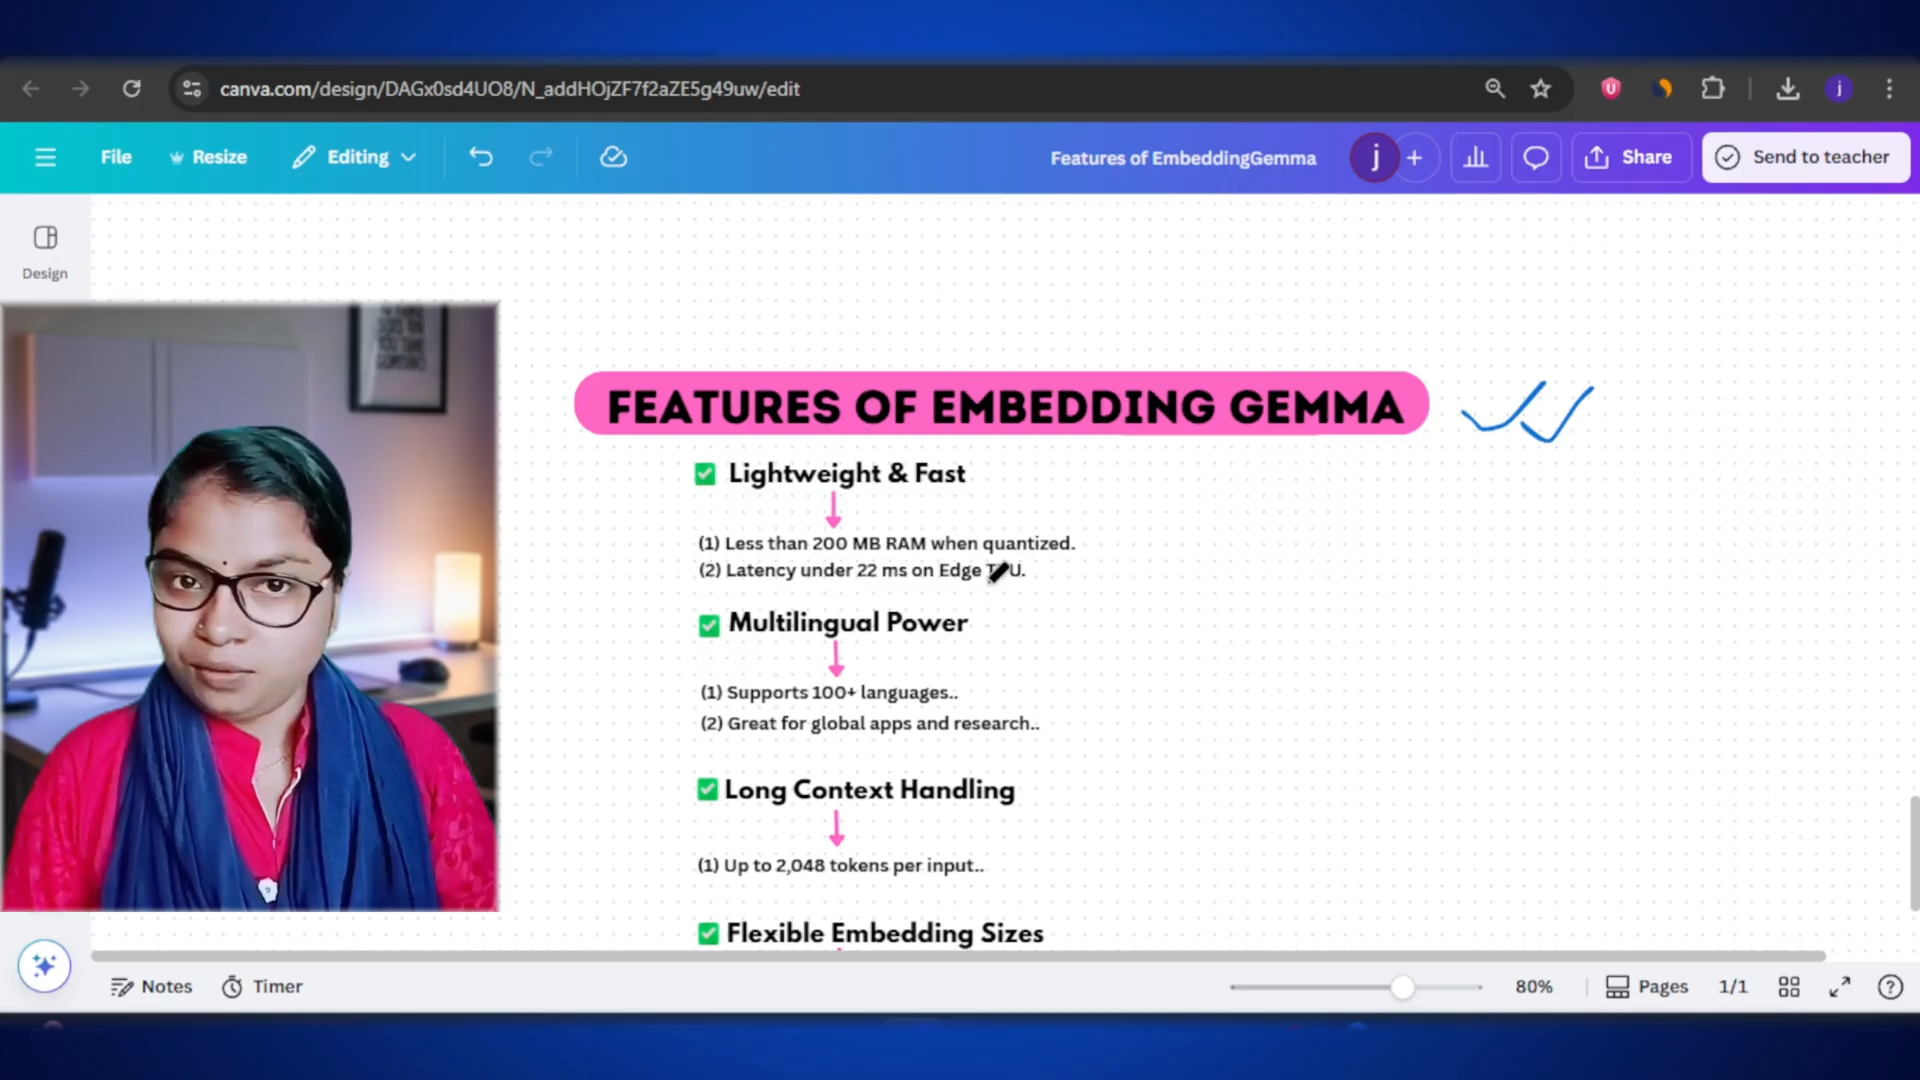 canva.com/design/DAGx0sd4UO8/N_addHOjZF7f2aZE5g49uw/edit
j
File
Resize
Editing
Features of EmbeddingGemma
j
Share
Send to teacher
Design
FEATURES OF EMBEDDING GEMMA
Lightweight & Fast
(1) Less than 200 MB RAM when quantized.
(2) Latency under 22 ms on Edge
Multilingual Power
(1) Supports 100+ languages..
(2) Great for global apps and research..
Long Context Handling
(1) Up to 2,048 tokens per input..
Flexible Embedding Sizes
Notes
Timer
80%
Pages
1/1